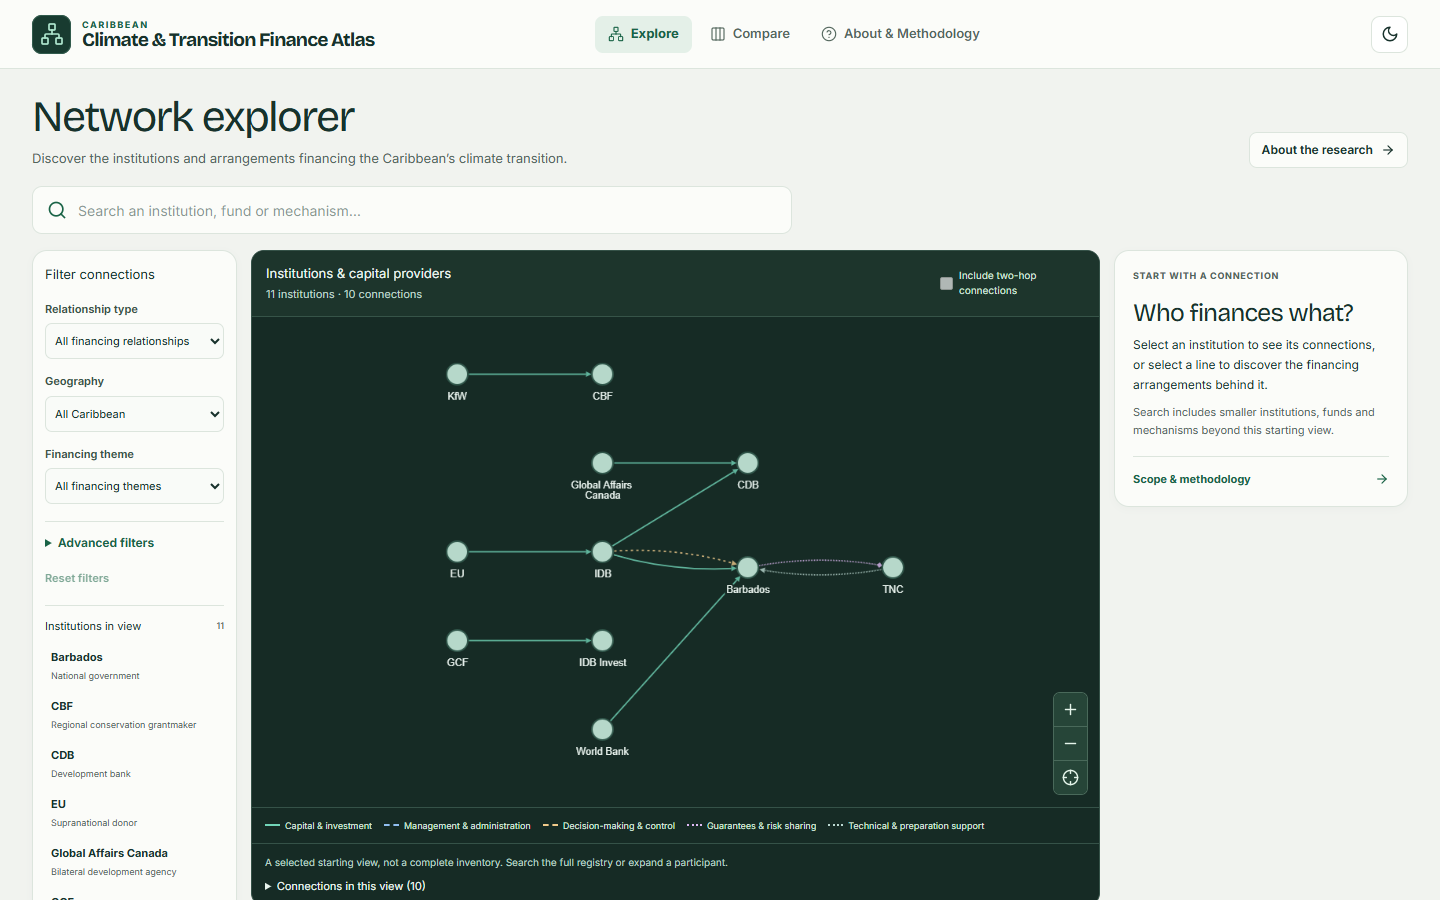 CARIBBEAN
Climate & Transition Finance Atlas
Explore
Compare
About & Methodology
Network explorer
Discover the institutions and arrangements financing the Caribbean's climate transition.
About the research
Search an institution, fund or mechanism...
Filter connections
Relationship type
All financing relationships
Geography
All Caribbean
Financing theme
All financing themes
Advanced filters
Reset filters
Institutions in view
11
Barbados
National government
CBF
Regional conservation grantmaker
CDB
Development bank
EU
Supranational donor
Global Affairs Canada
Bilateral development agency
Institutions & capital providers
11 institutions · 10 connections
Include two-hop
connections
KfW
CBF
Global Affairs
Canada
CDB
EU
IDB
Barbados
TNC
GCF
IDB Invest
World Bank
Capital & investment
Management & administration
Decision-making & control
Guarantees & risk sharing
Technical & preparation support
A selected starting view, not a complete inventory. Search the full registry or expand a participant.
Connections in this view (10)
START WITH A CONNECTION
Who finances what?
Select an institution to see its connections,
or select a line to discover the financing
arrangements behind it.
Search includes smaller institutions, funds and
mechanisms beyond this starting view.
Scope & methodology